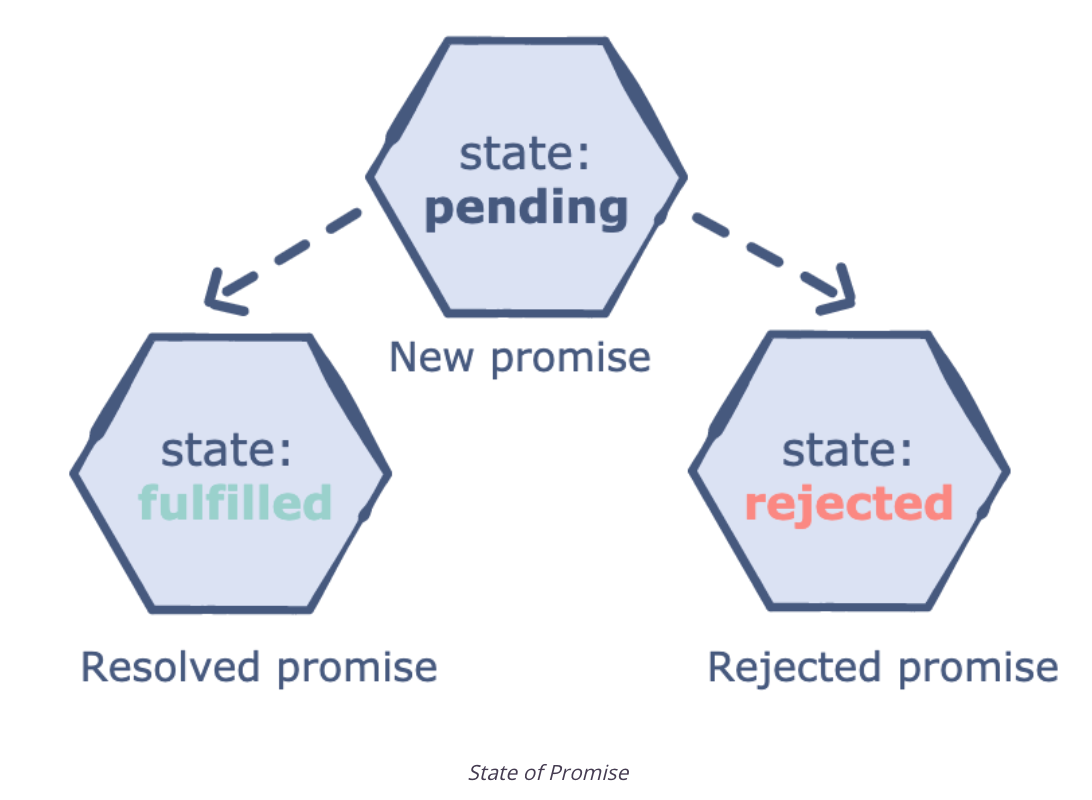 state:
pending
New promise
state:
fulfilled
Resolved promise
state:
rejected
Rejected promise
State of Promise